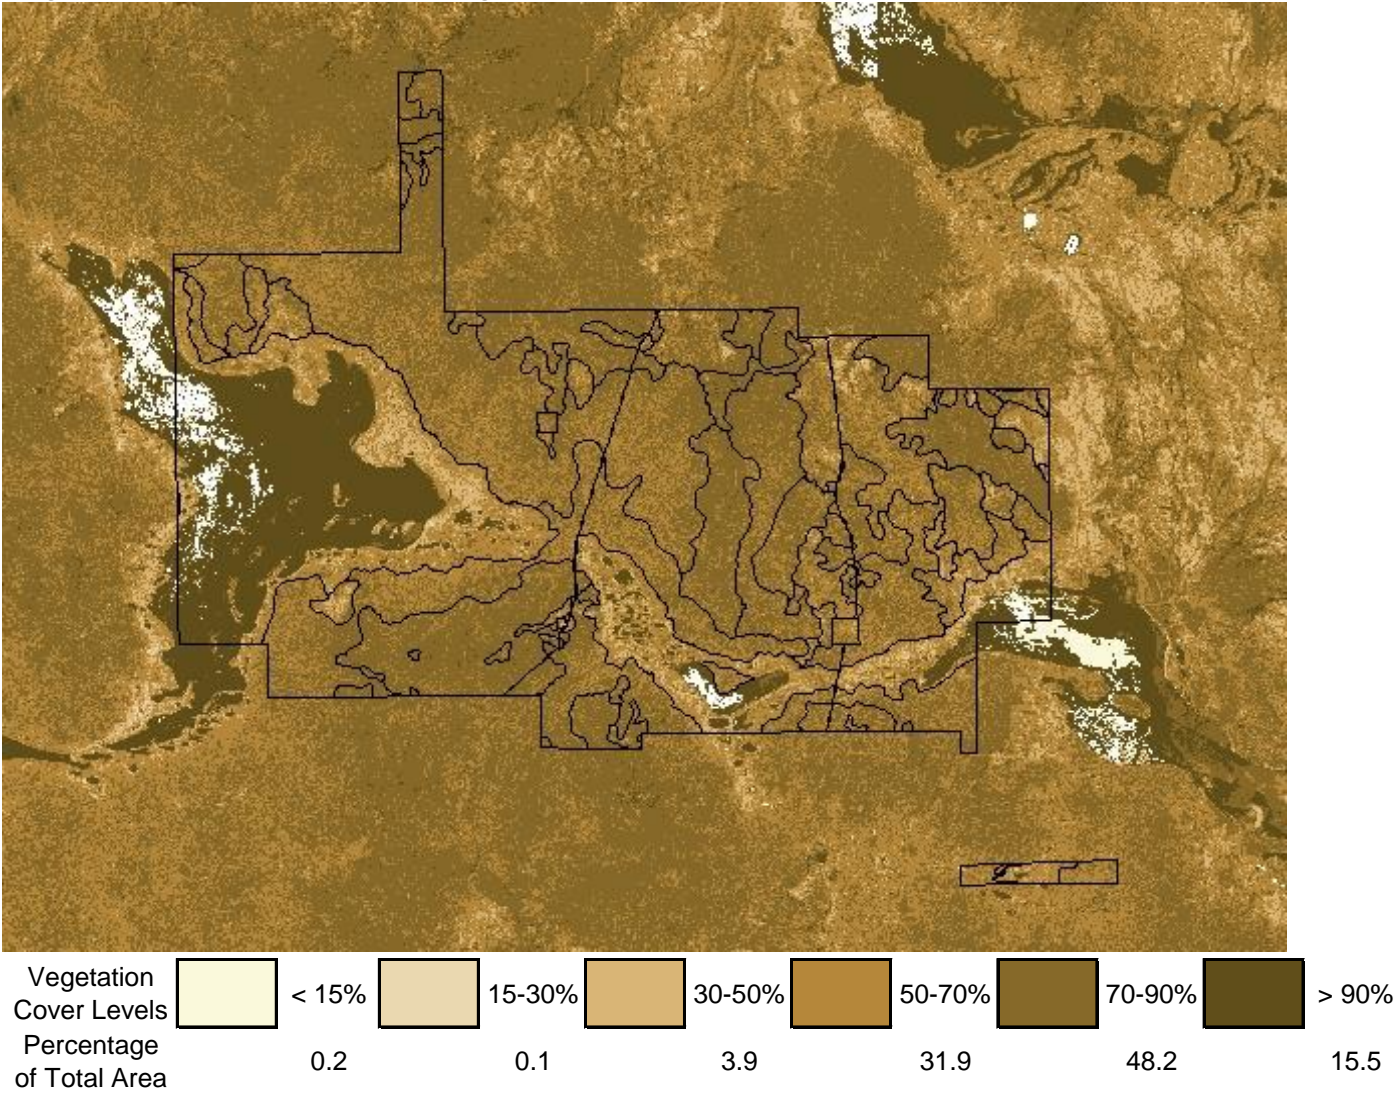 Vegetation
Cover Levels
< 15% 15-30% 30-50% 50-70% 70-90% > 90%
Percentage
of Total Area
0.2 0.1 3.9 31.9 48.2 15.5